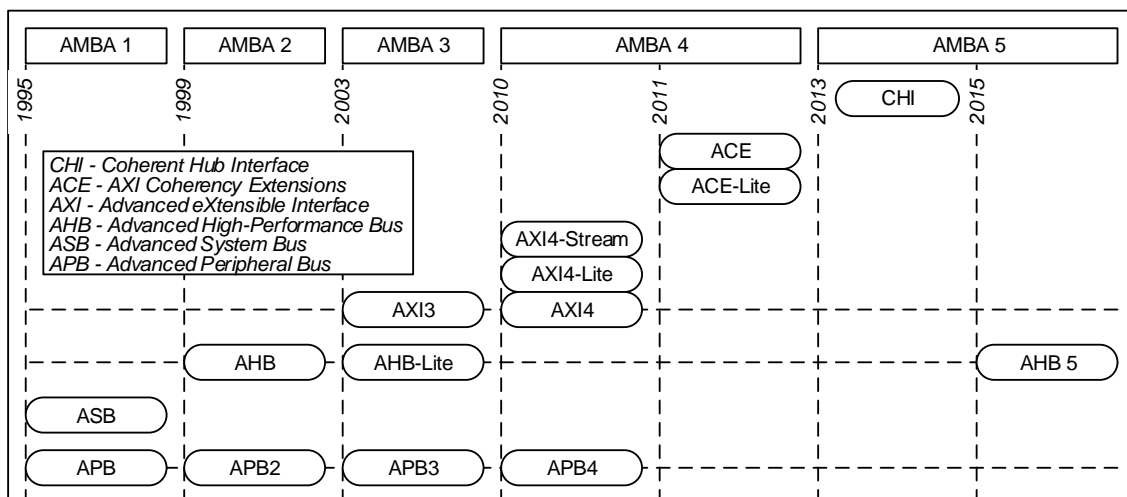 AMBA 1
AMBA 2
AMBA 3
AMBA 4
AMBA 5
1995
1999
2003
2010
2011
2013
2015
CHI
ACE
ACE-Lite
CHI - Coherent Hub Interface
ACE - AXI Coherency Extensions
AXI - Advanced eXtensible Interface
AHB - Advanced High-Performance Bus
ASB - Advanced System Bus
APB - Advanced Peripheral Bus
AXI4-Stream
AXI4-Lite
AXI3
AXI4
AHB
AHB-Lite
AHB 5
ASB
APB
APB2
APB3
APB4